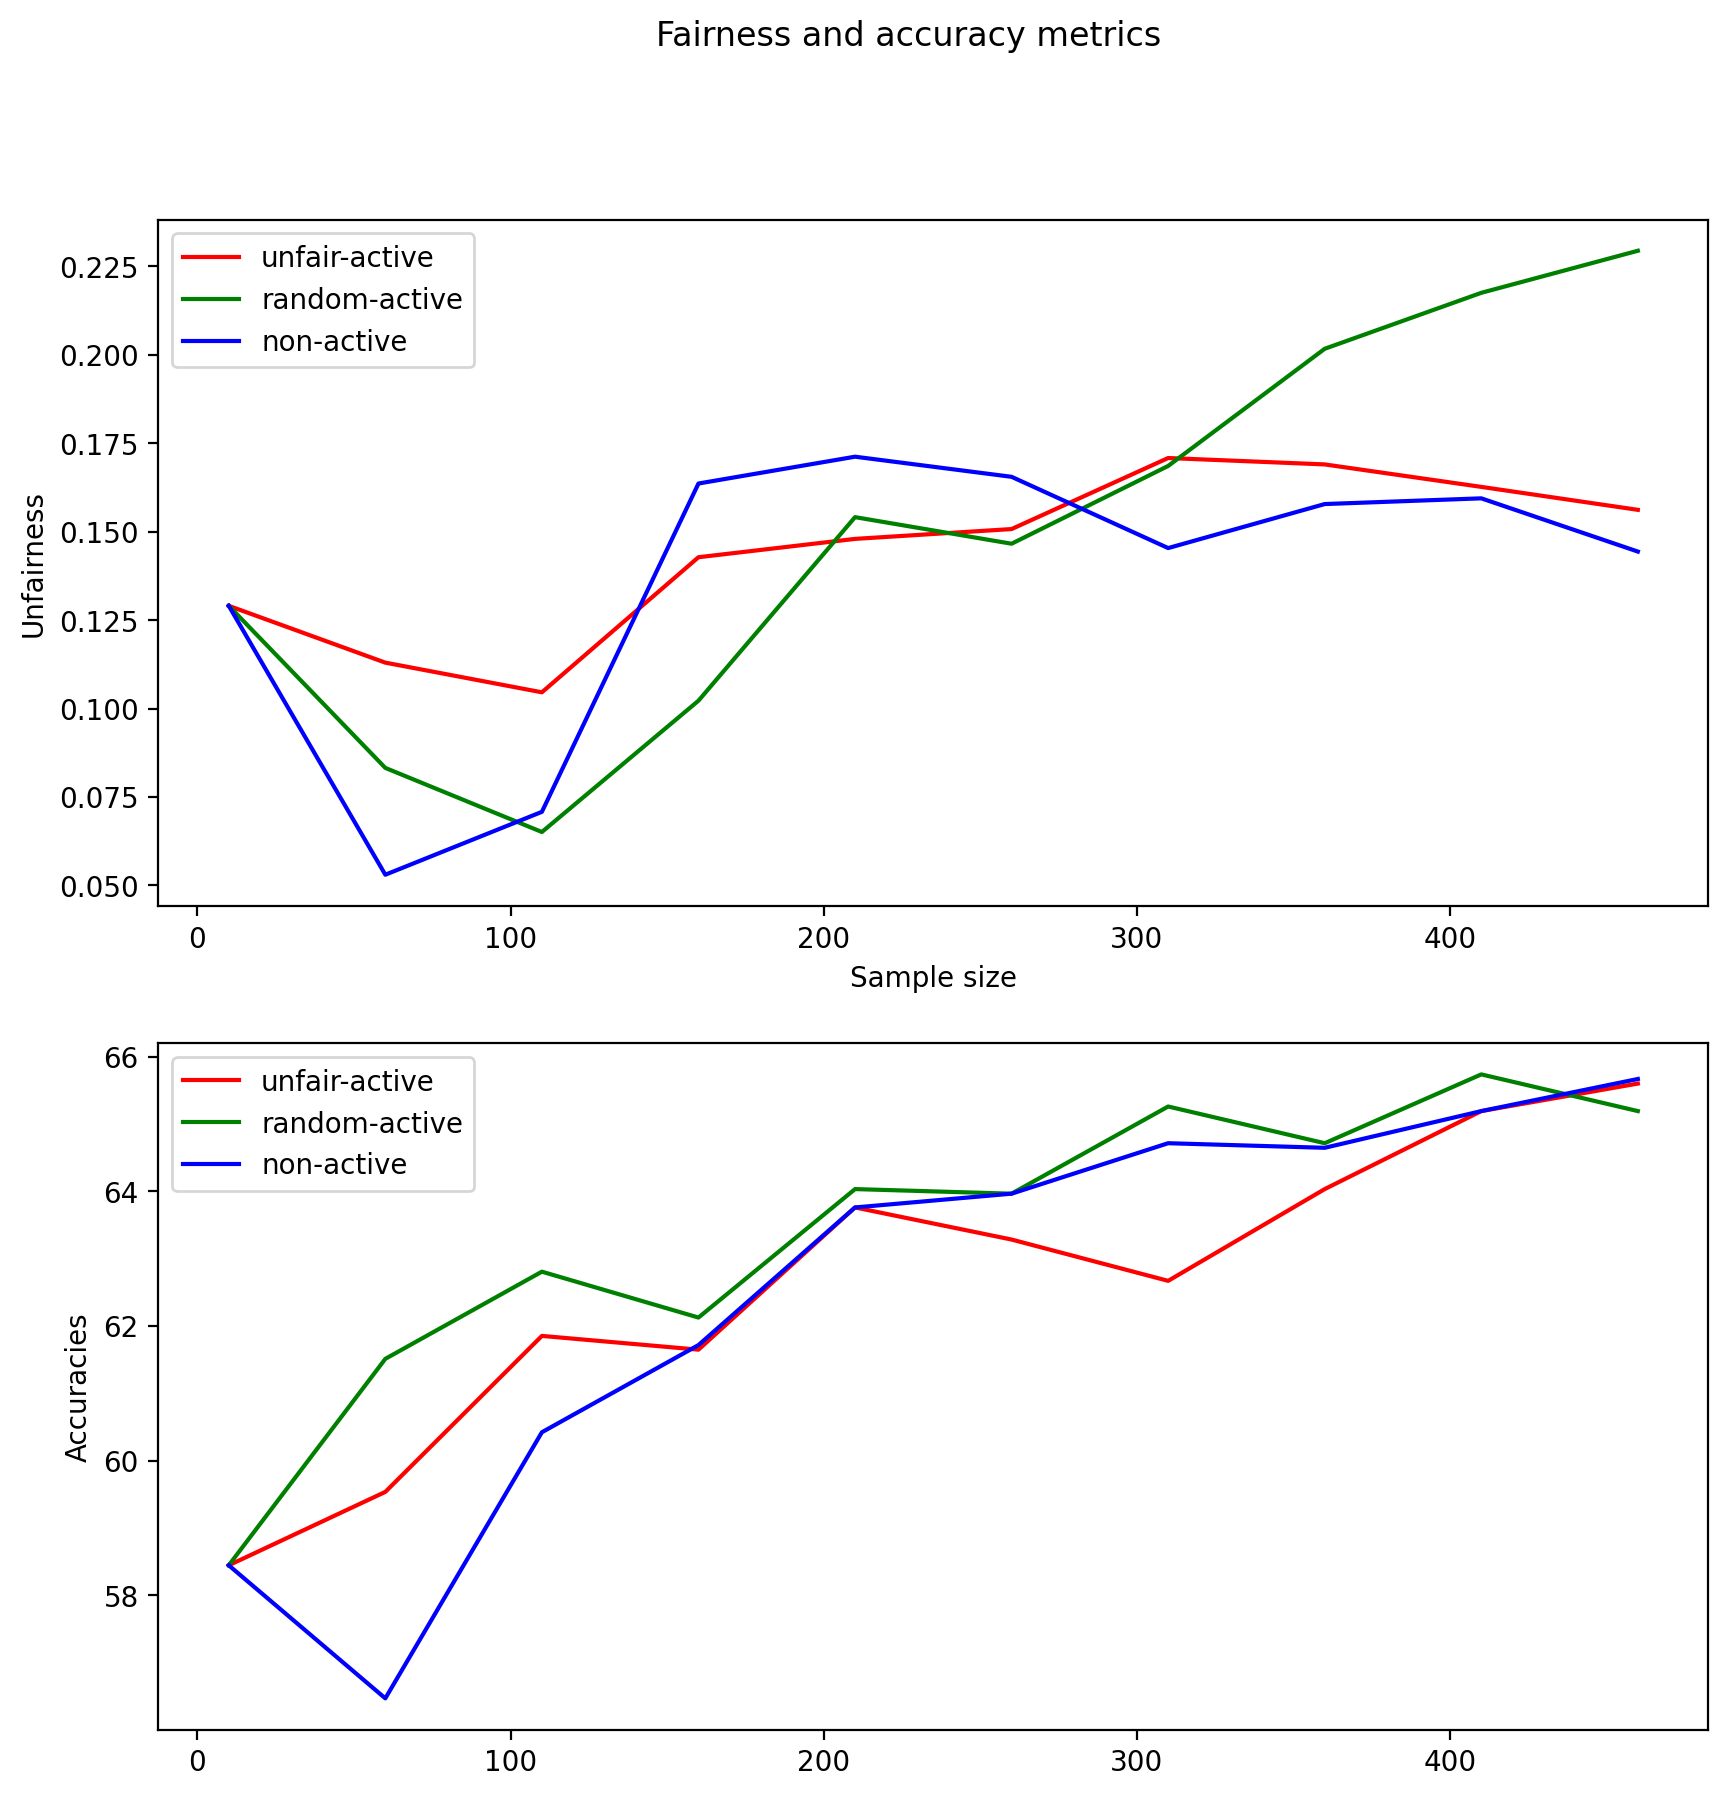 Fairness and accuracy metrics
unfair-active
random-active
non-active
0.225
0.200
0.175
0.150
0.125
0.100
0.075
0.050
Unfairness
0 100 200 300 400
Sample size
unfair-active
random-active
non-active
66
64
62
60
58
Accuracies
0 100 200 300 400